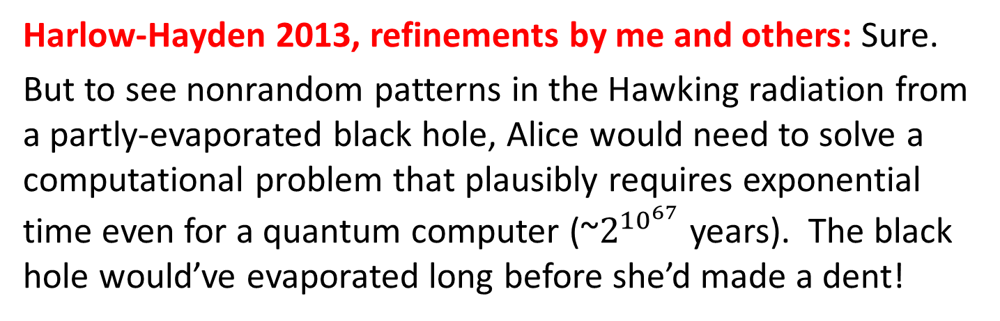 Harlow-Hayden 2013, refinements by me and others: Sure.
But to see nonrandom patterns in the Hawking radiation from
a partly-evaporated black hole, Alice would need to solve a
computational problem that plausibly requires exponential
time even for a quantum computer (~2^10^67 years).  The black
hole would’ve evaporated long before she’d made a dent!